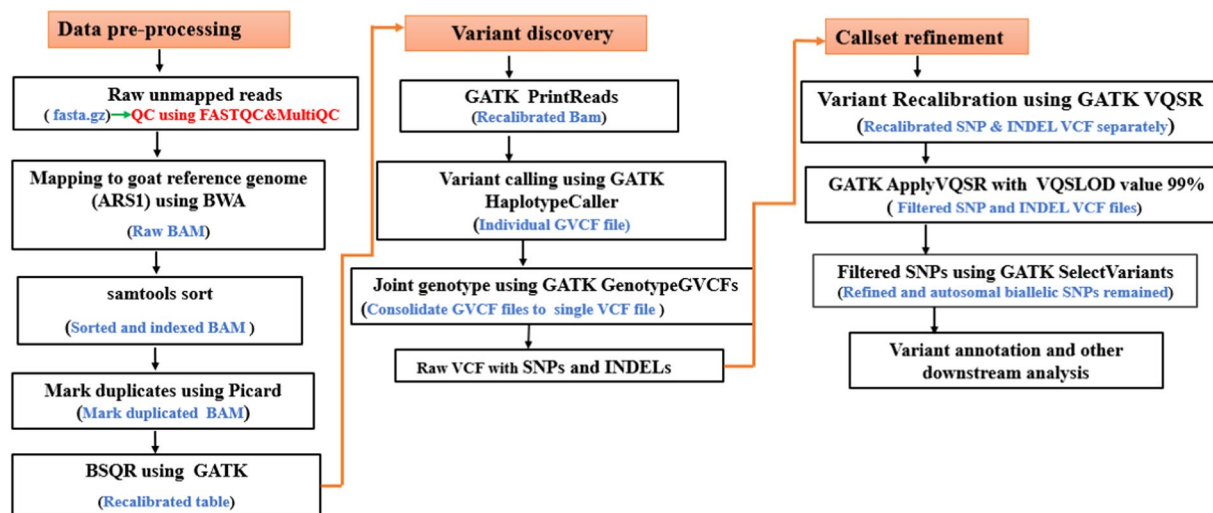 Data pre-processing
Raw unmapped reads
( fasta.gz) QC using FASTQC&MultiQC
Mapping to goat reference genome
(ARS1) using BWA
(Raw BAM)
samtools sort
(Sorted and indexed BAM )
Mark duplicates using Picard
(Mark duplicated BAM)
BSQR using GATK
(Recalibrated table)
Variant discovery
GATK PrintReads
(Recalibrated Bam)
Variant calling using GATK
HaplotypeCaller
(Individual GVCF file)
Joint genotype using GATK GenotypeGVCFs
(Consolidate GVCF files to single VCF file )
Raw VCF with SNPs and INDELs
Callset refinement
Variant Recalibration using GATK VQSR
(Recalibrated SNP & INDEL VCF separately)
GATK ApplyVQSR with VQSLOD value 99%
( Filtered SNP and INDEL VCF files)
Filtered SNPs using GATK SelectVariants
(Refined and autosomal biallelic SNPs remained)
Variant annotation and other
downstream analysis